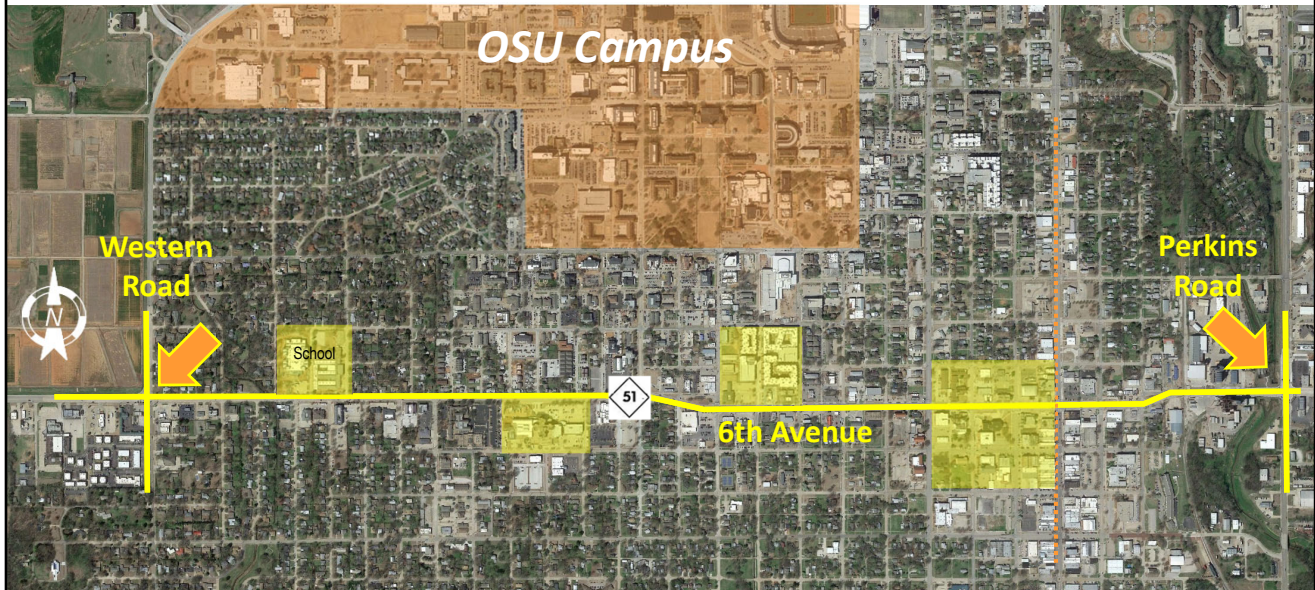 OSU Campus
Western
Road
Perkins
Road
N
School
51
6th Avenue